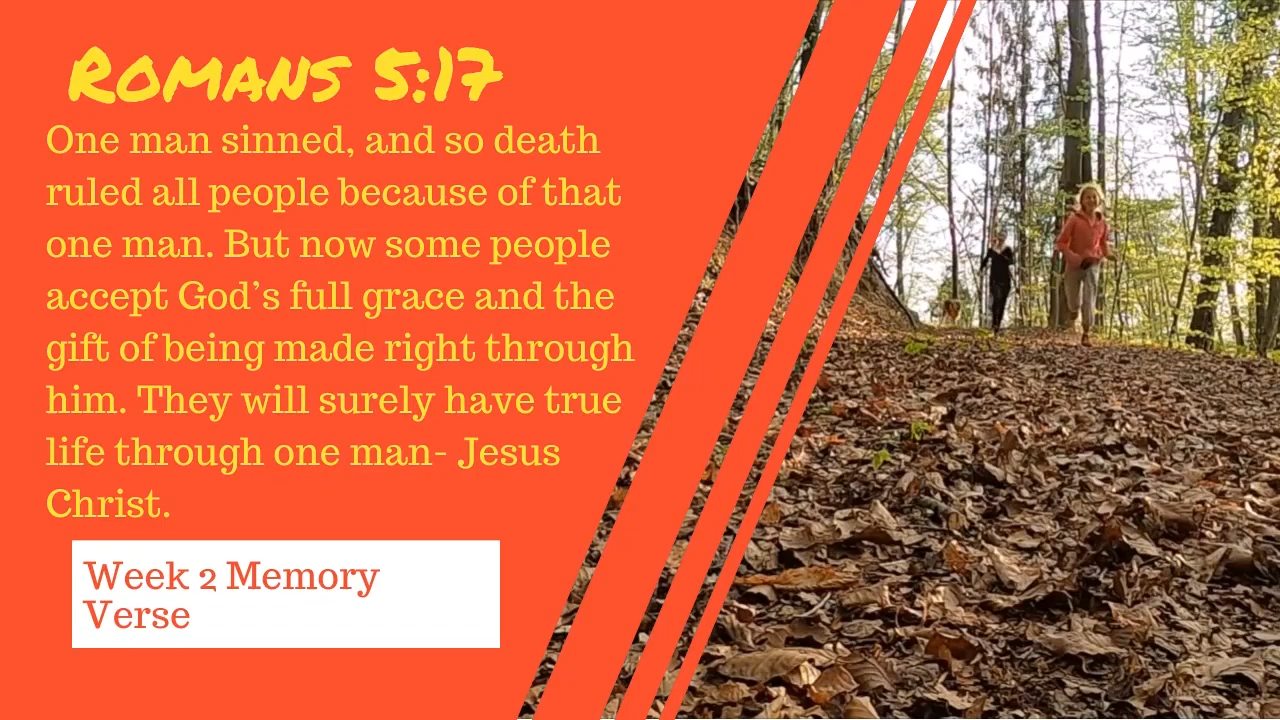 Romans 5:17
One man sinned, and so death
ruled all people because of that
one man. But now some people
accept God’s full grace and the
gift of being made right through
him. They will surely have true
life through one man- Jesus
Christ.
Week 2 Memory
Verse